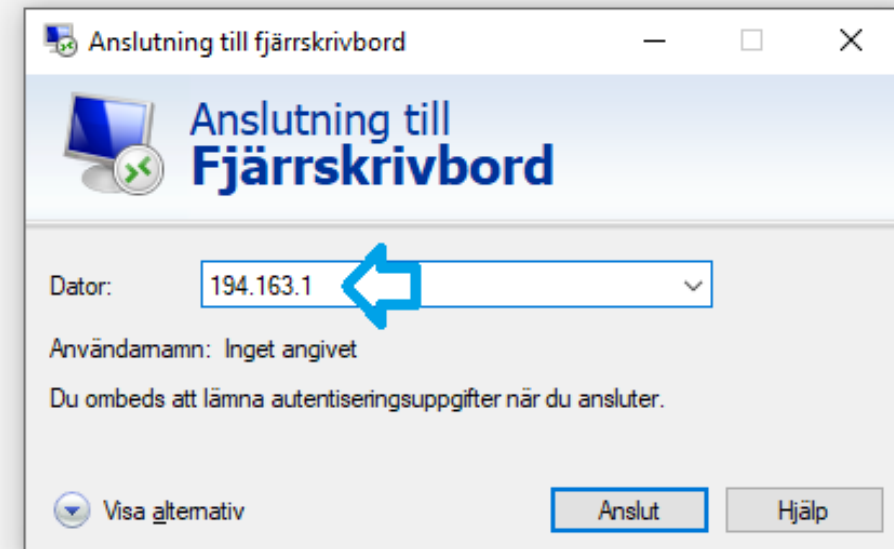 Anslutning till fjärrskrivbord
Anslutning till
Fjärrskrivbord
Dator: 194.163.1
Användarnamn: Inget angivet
Du ombeds att lämna autentiseringsuppgifter när du ansluter.
Visa alternativ Anslut Hjälp